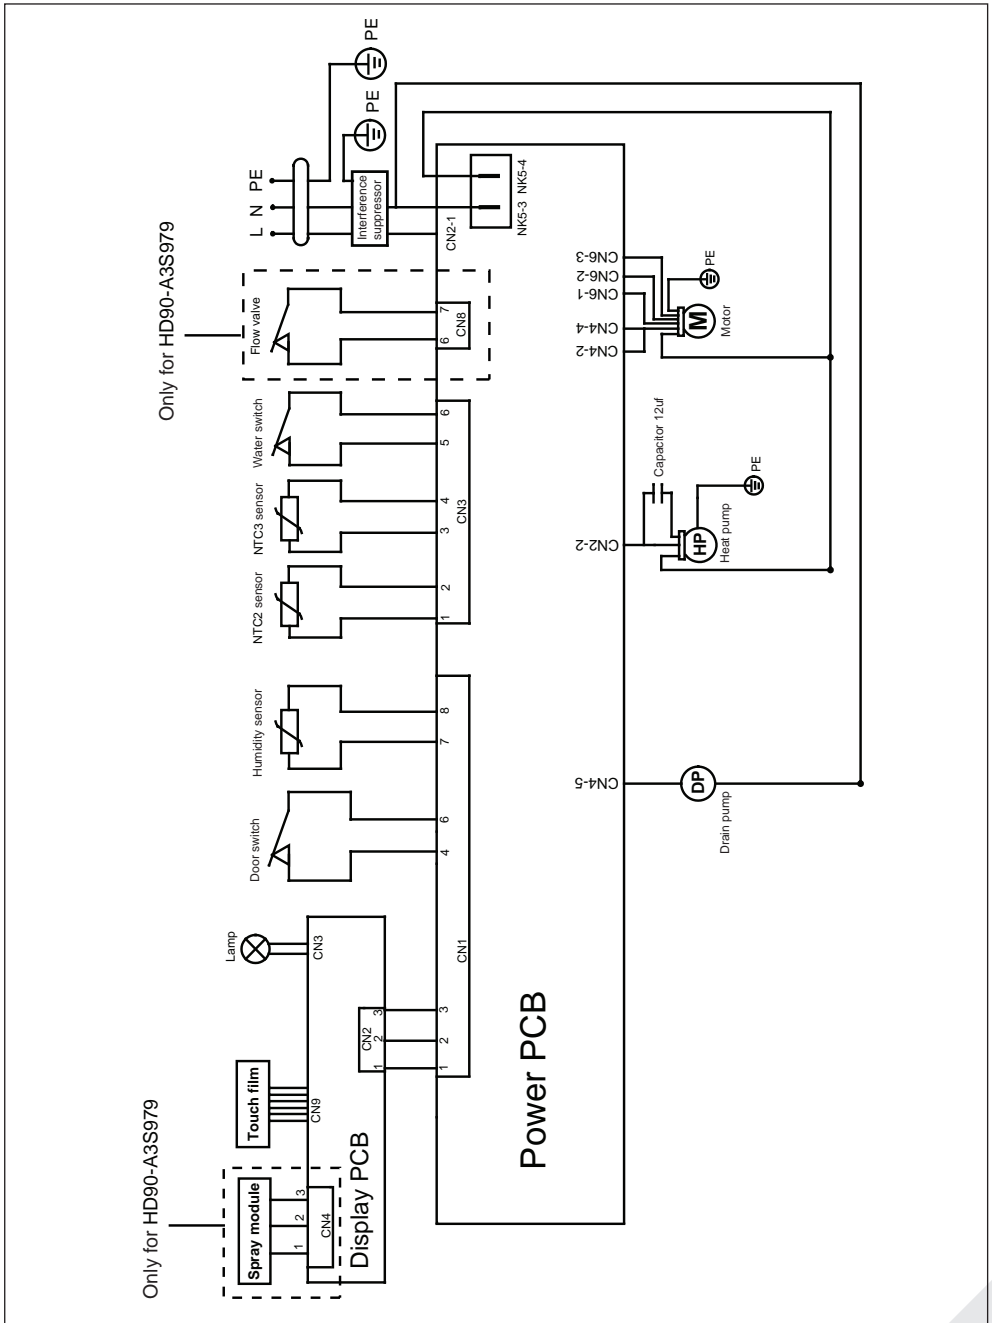 Only for HD90-A3S979
Spray module
1
2
3
CN4
Touch film
CN9
Display PCB
Lamp
CN3
CN2
1
2
3
1
2
3
CN1
Door switch
4
6
Humidity sensor
7
8
NTC2 sensor
1
2
NTC3 sensor
3
4
CN3
Water switch
5
6
Only for HD90-A3S979
Flow valve
6
7
CN8
L N PE
Interference
suppressor
PE
PE
CN2-1
NK5-3 NK5-4
Power PCB
CN4-5
DP
Drain pump
CN2-2
Capacitor 12uf
HP
Heat pump
PE
CN4-2
CN4-4
CN6-1
CN6-2
CN6-3
M
Motor
PE